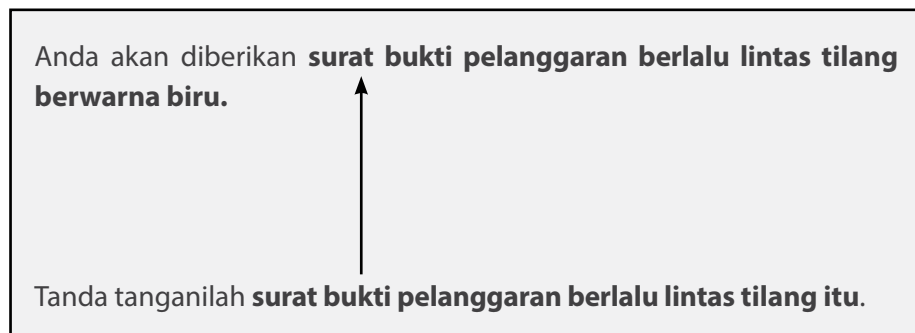 Anda akan diberikan surat bukti pelanggaran berlalu lintas tilang
berwarna biru.
Tanda tanganilah surat bukti pelanggaran berlalu lintas tilang itu.